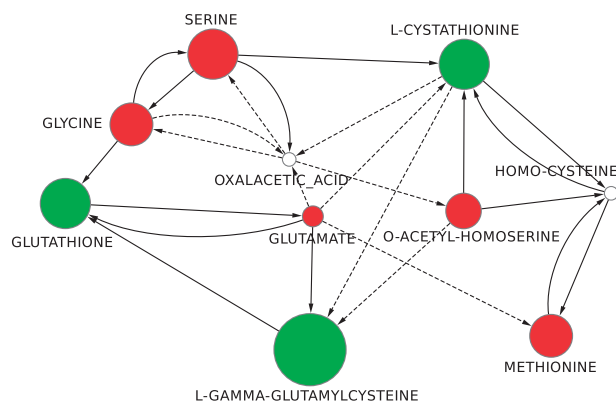 SERINE
L-CYSTATHIONINE
GLYCINE
OXALACETIC_ACID
HOMO-CYSTEINE
GLUTATHIONE
GLUTAMATE
O-ACETYL-HOMOSERINE
METHIONINE
L-GAMMA-GLUTAMYLCYSTEINE